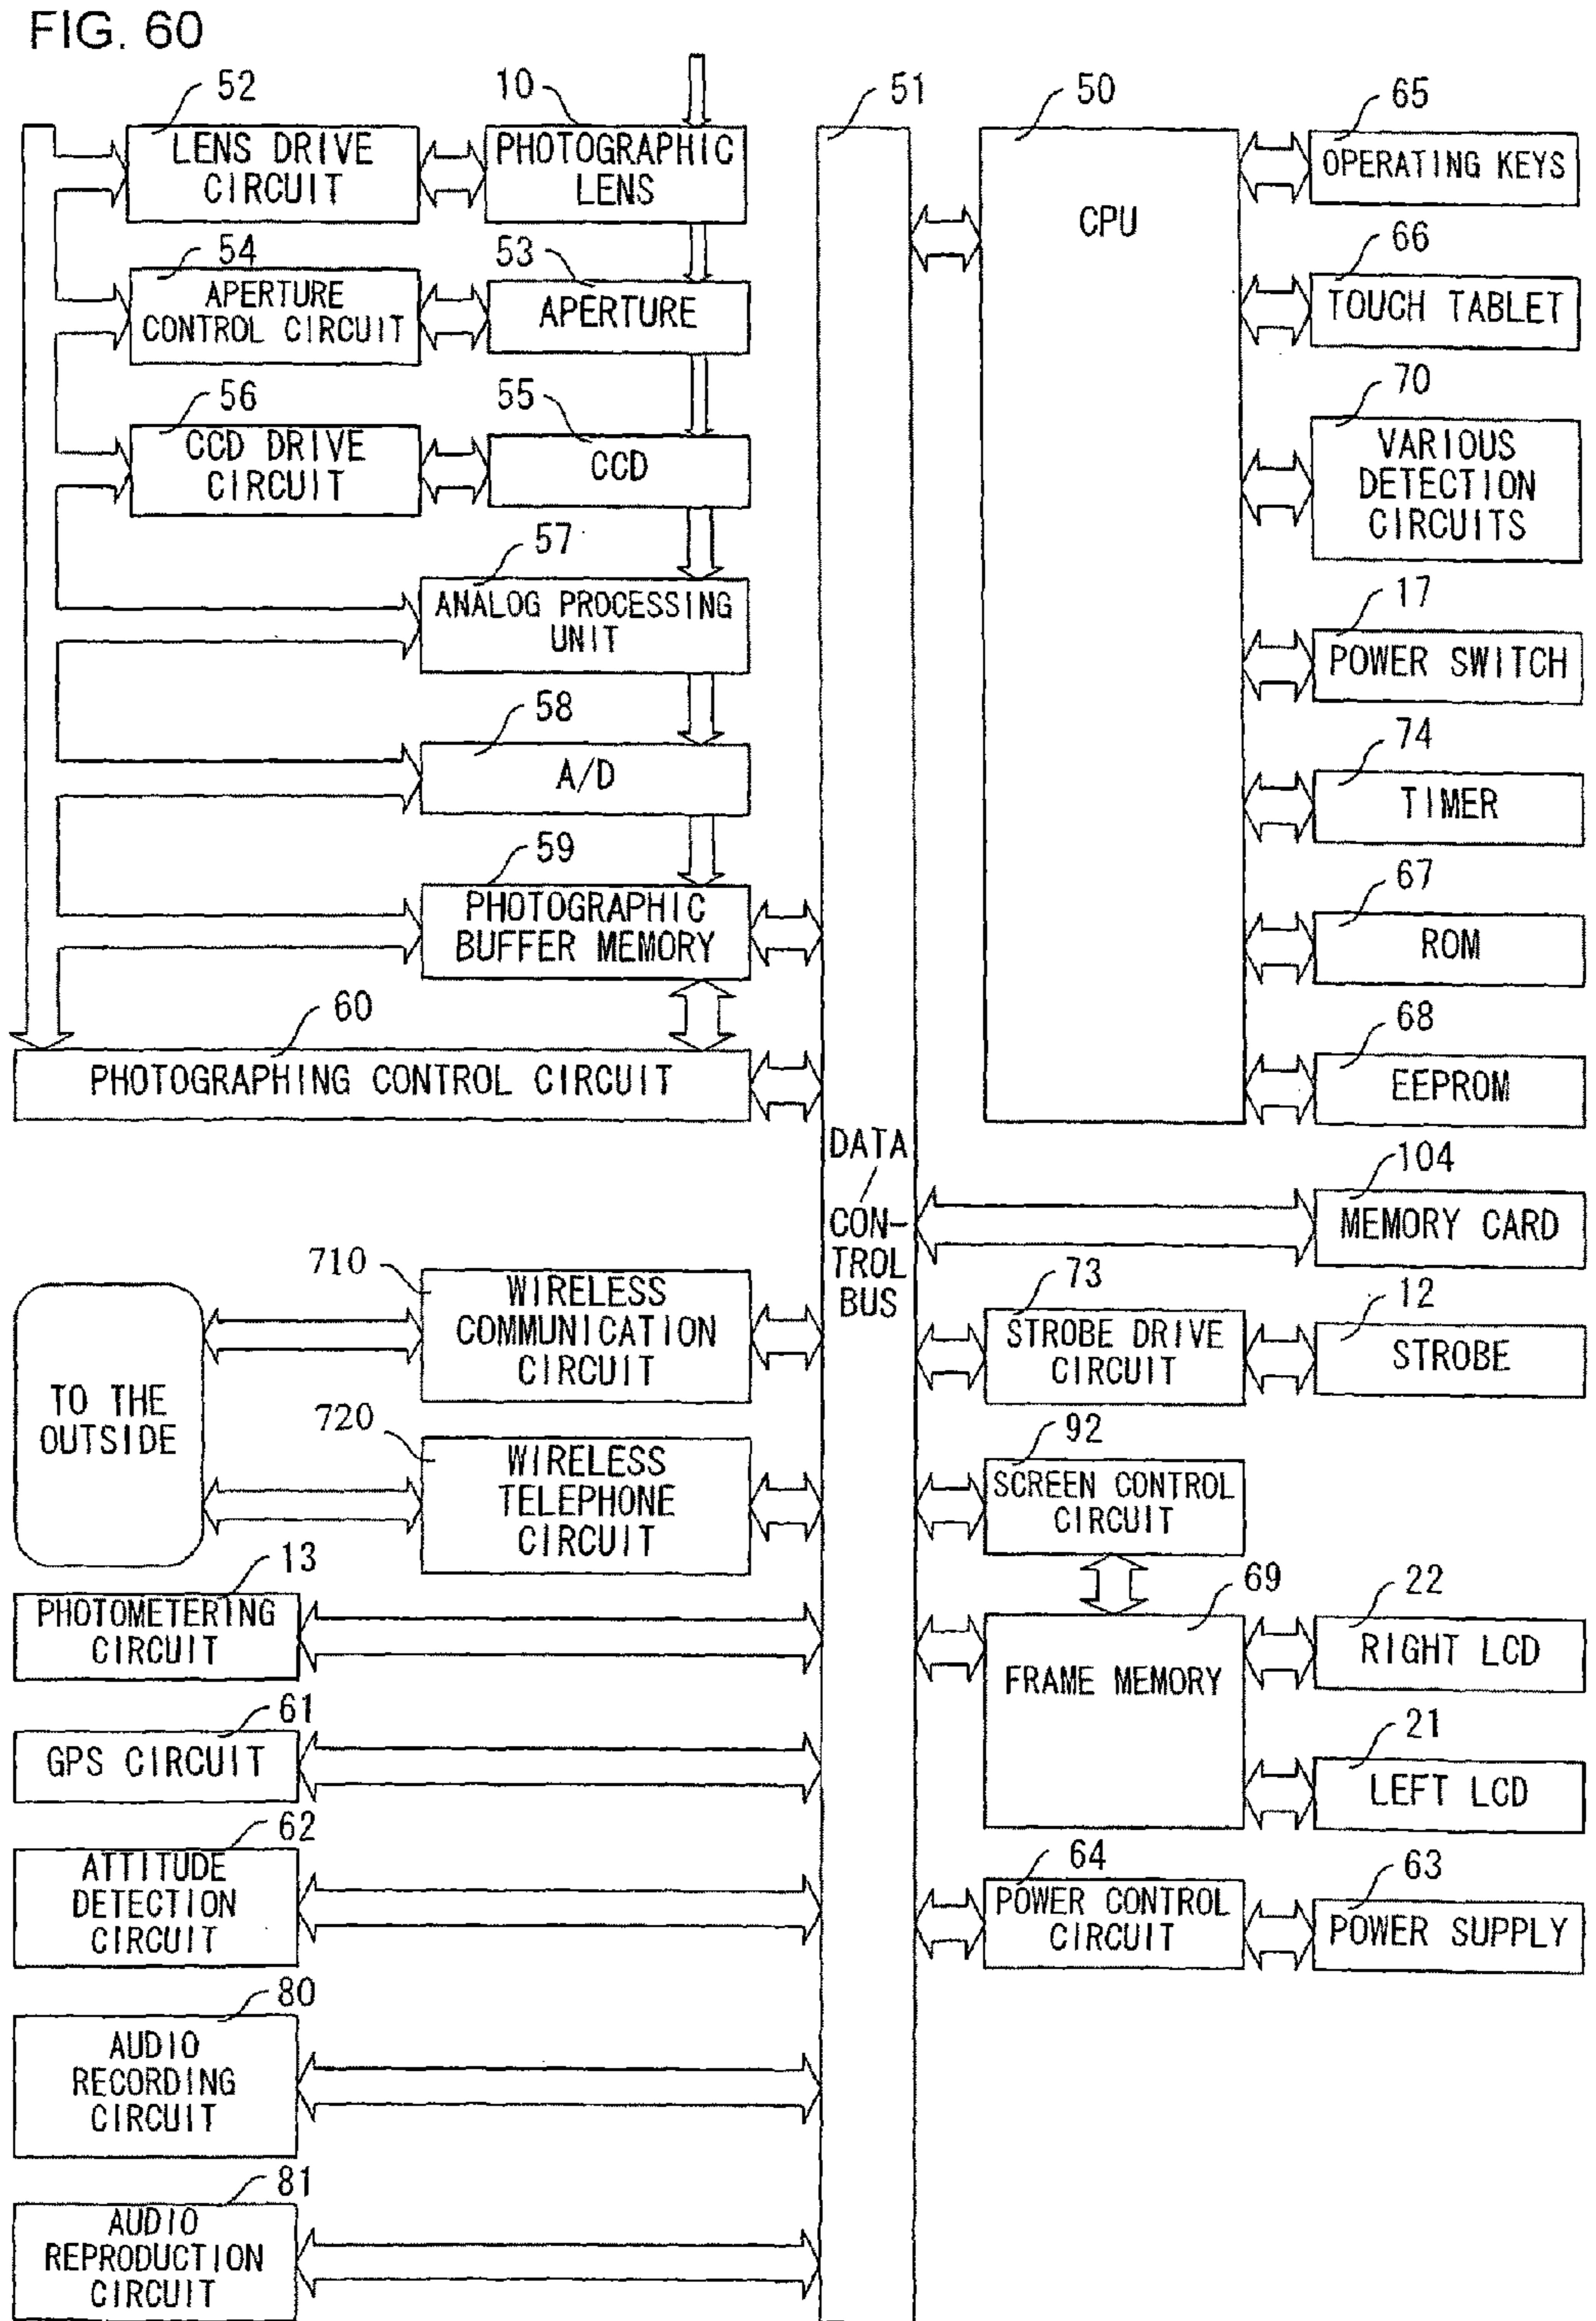 FIG. 60
52
LENS DRIVE
CIRCUIT
10
PHOTOGRAPHIC
LENS
54
APERTURE
CONTROL CIRCUIT
53
APERTURE
56
CCD DRIVE
CIRCUIT
55
CCD
57
ANALOG PROCESSING
UNIT
58
A/D
59
PHOTOGRAPHIC
BUFFER MEMORY
60
PHOTOGRAPHING CONTROL CIRCUIT
710
WIRELESS
COMMUNICATION
CIRCUIT
TO THE
OUTSIDE
720
WIRELESS
TELEPHONE
CIRCUIT
13
PHOTOMETERING
CIRCUIT
61
GPS CIRCUIT
62
ATTITUDE
DETECTION
CIRCUIT
80
AUDIO
RECORDING
CIRCUIT
81
AUDIO
REPRODUCTION
CIRCUIT
51
DATA
/
CON-
TROL
BUS
50
CPU
65
OPERATING KEYS
66
TOUCH TABLET
70
VARIOUS
DETECTION
CIRCUITS
17
POWER SWITCH
74
TIMER
67
ROM
68
EEPROM
104
MEMORY CARD
73
STROBE DRIVE
CIRCUIT
12
STROBE
92
SCREEN CONTROL
CIRCUIT
69
FRAME MEMORY
22
RIGHT LCD
21
LEFT LCD
64
POWER CONTROL
CIRCUIT
63
POWER SUPPLY